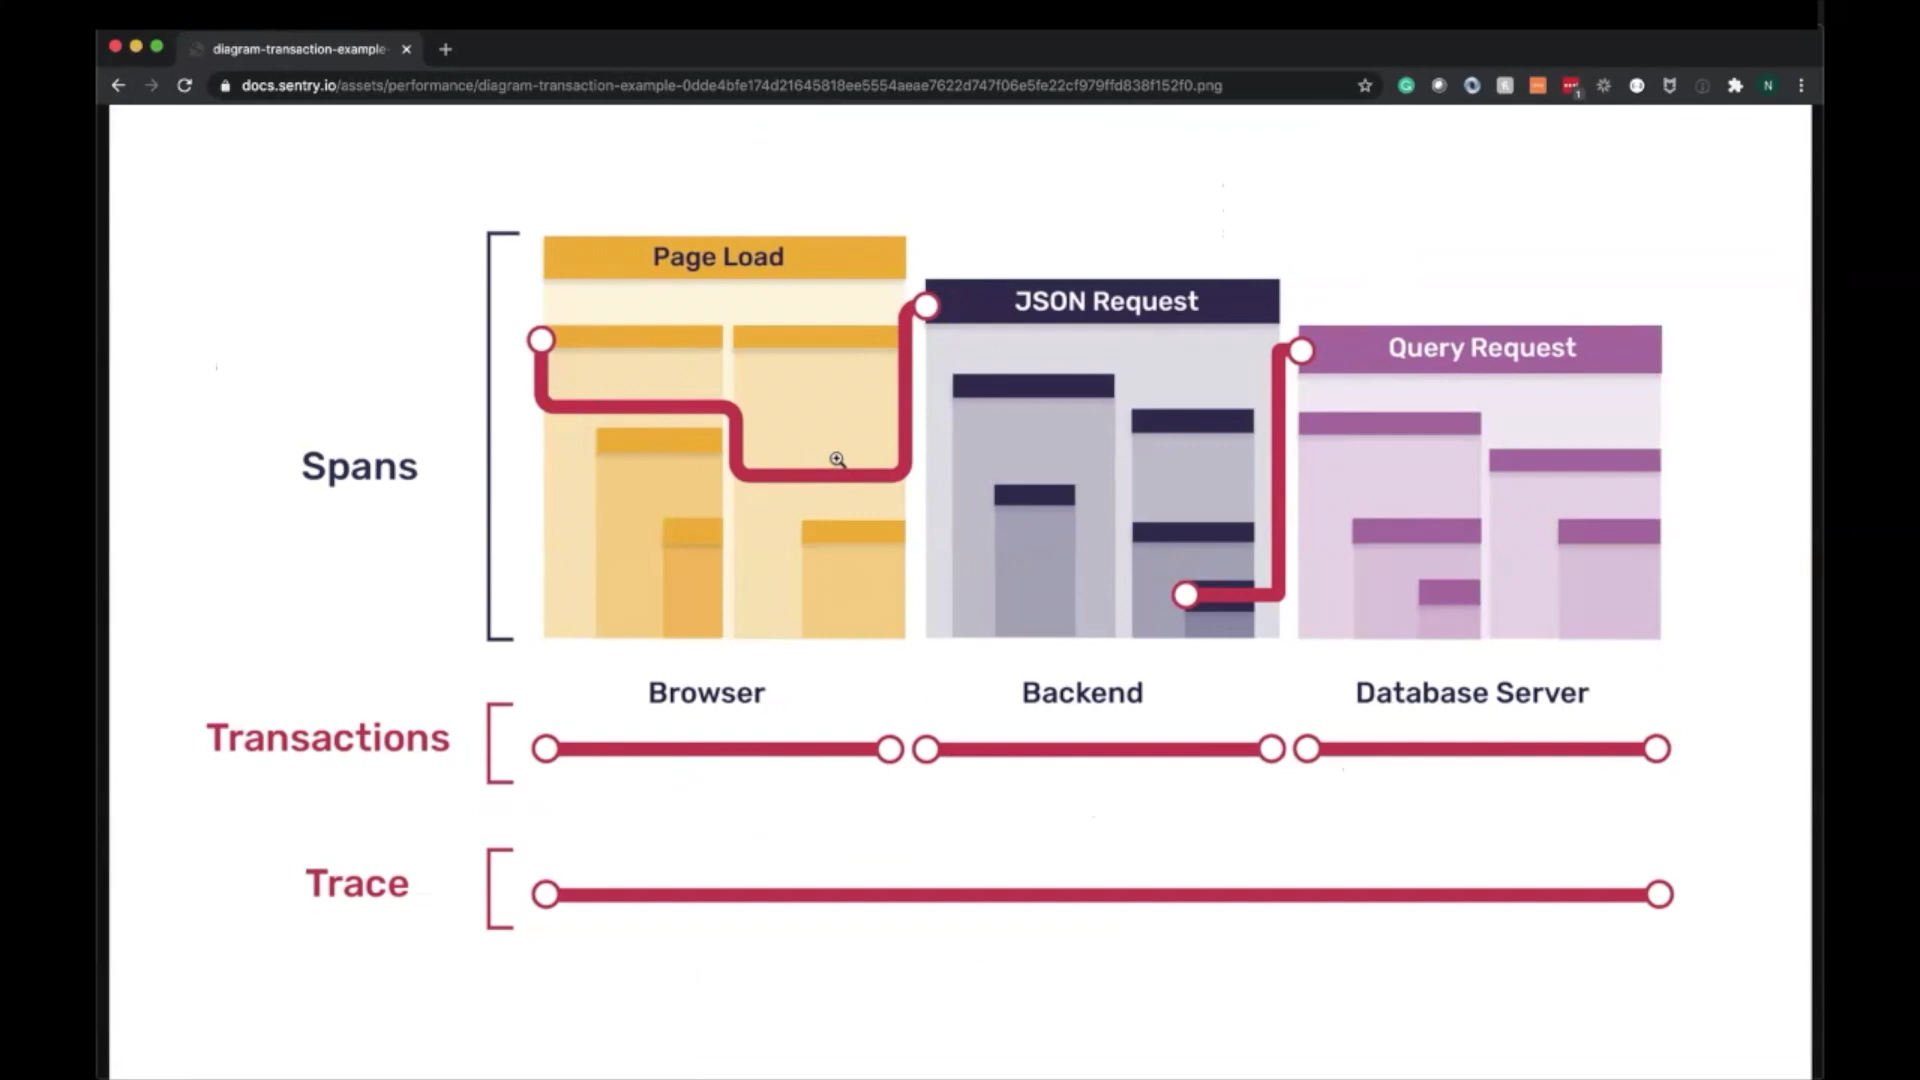 diagram-transaction-example-
docs.sentry.io/assets/performance/diagram-transaction-example-0dde4bfe174d21645818ee5554aeae7622d747f06e5fe22cf979ffd838f152f0.png
N
1
Page Load
JSON Request
Query Request
Spans
Browser
Backend
Database Server
Transactions
Trace